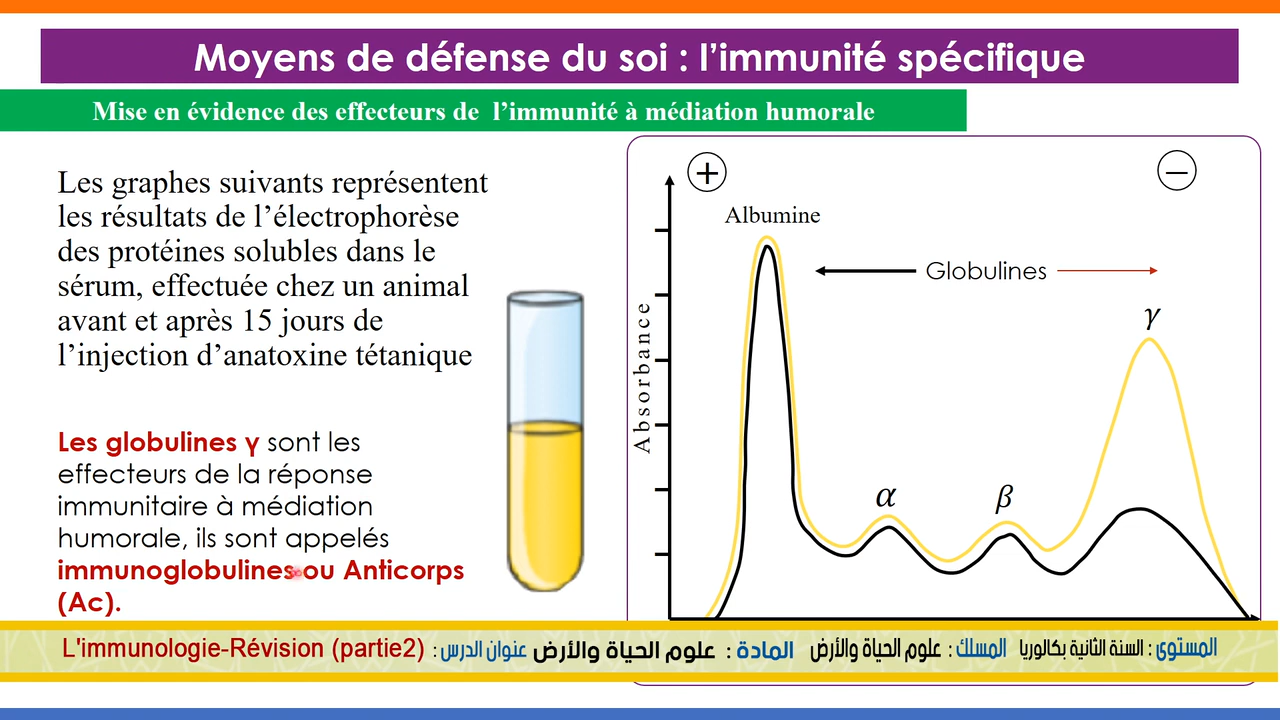 Moyens de défense du soi : l’immunité spécifique
Mise en évidence des effecteurs de l’immunité à médiation humorale
Les graphes suivants représentent
les résultats de l’électrophorèse
des protéines solubles dans le
sérum, effectuée chez un animal
avant et après 15 jours de
l’injection d’anatoxine tétanique
Les globulines γ sont les
effecteurs de la réponse
immunitaire à médiation
humorale, ils sont appelés
immunoglobulines ou Anticorps
(Ac).
+
−
Albumine
Globulines
γ
α
β
Absorbance
المستوى : السنة الثانية بكالوريا المسلك : علوم الحياة والأرض المادة : علوم الحياة والأرض عنوان الدرس : L'immunologie-Révision (partie2)